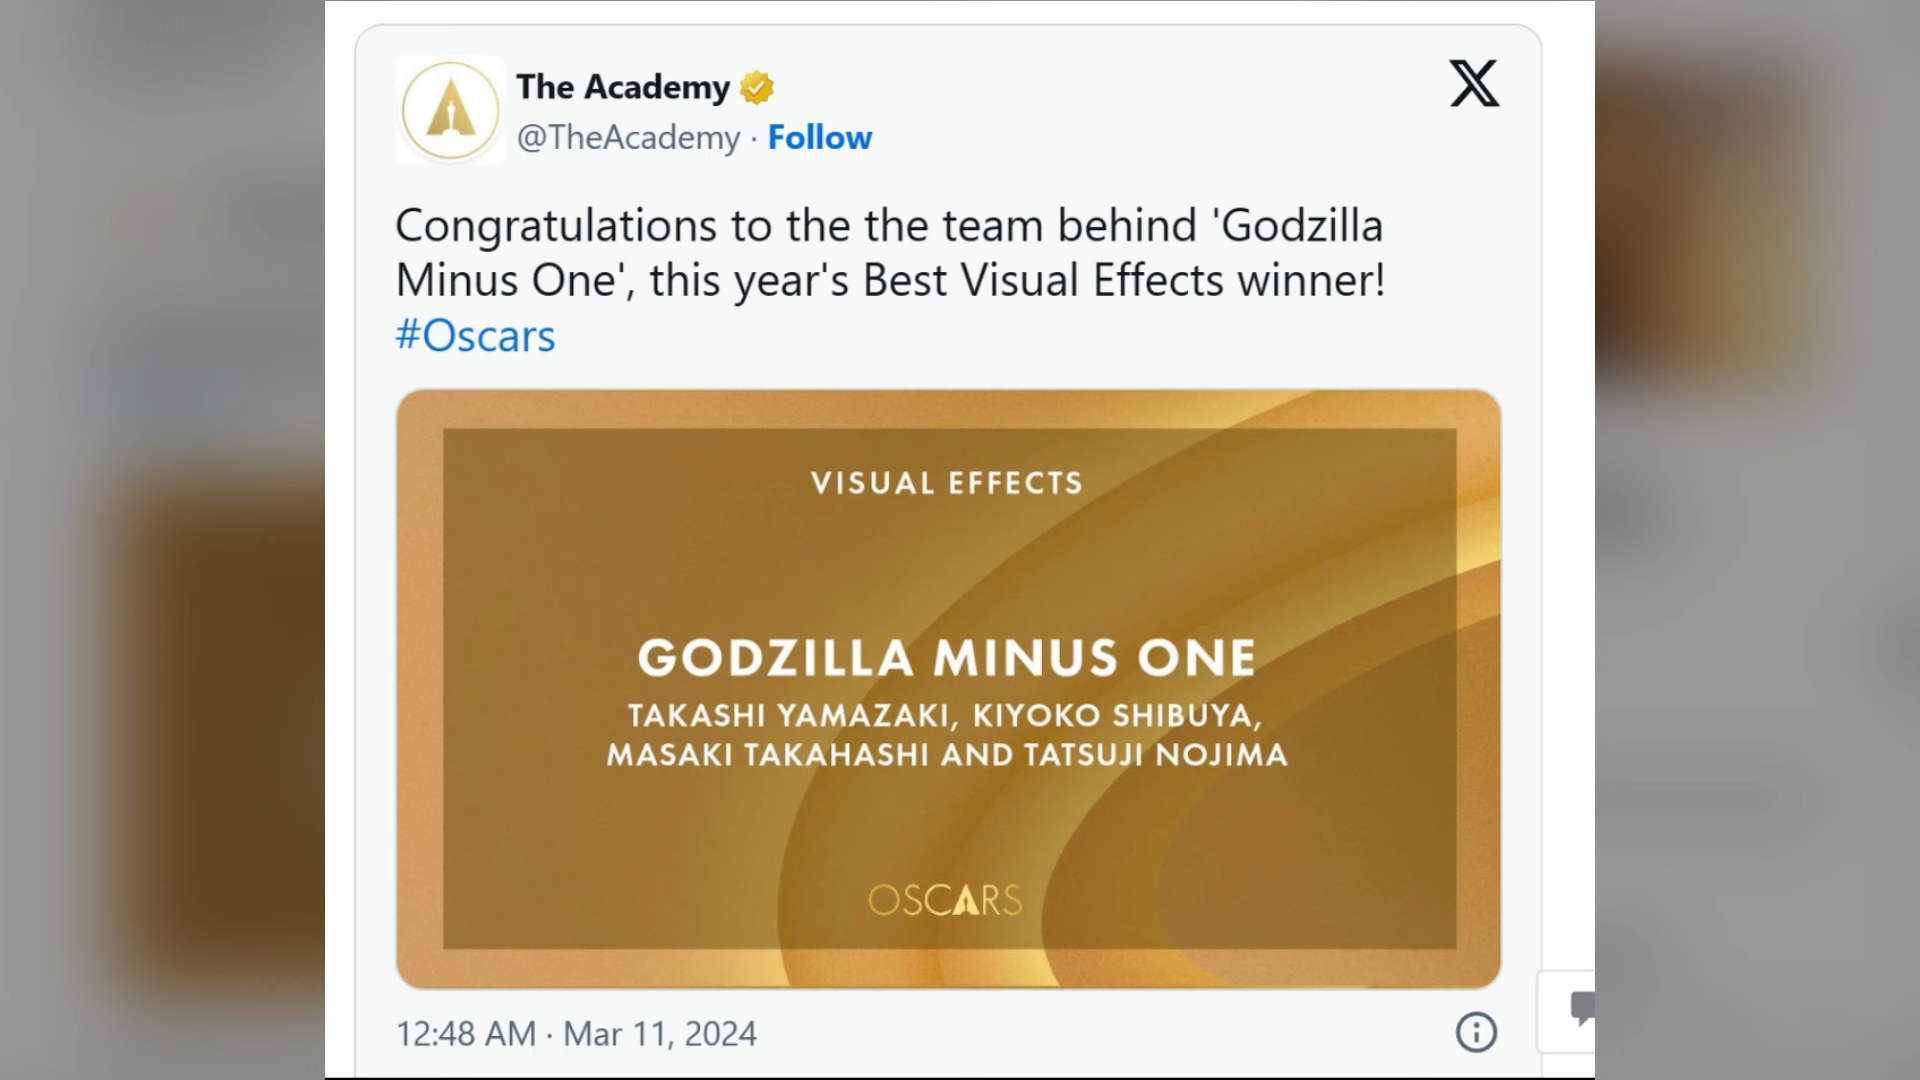 The Academy
@TheAcademy · Follow
Congratulations to the the team behind 'Godzilla
Minus One', this year's Best Visual Effects winner!
#Oscars
VISUAL EFFECTS
GODZILLA MINUS ONE
TAKASHI YAMAZAKI, KIYOKO SHIBUYA,
MASAKI TAKAHASHI AND TATSUJI NOJIMA
OSCARS
12:48 AM · Mar 11, 2024